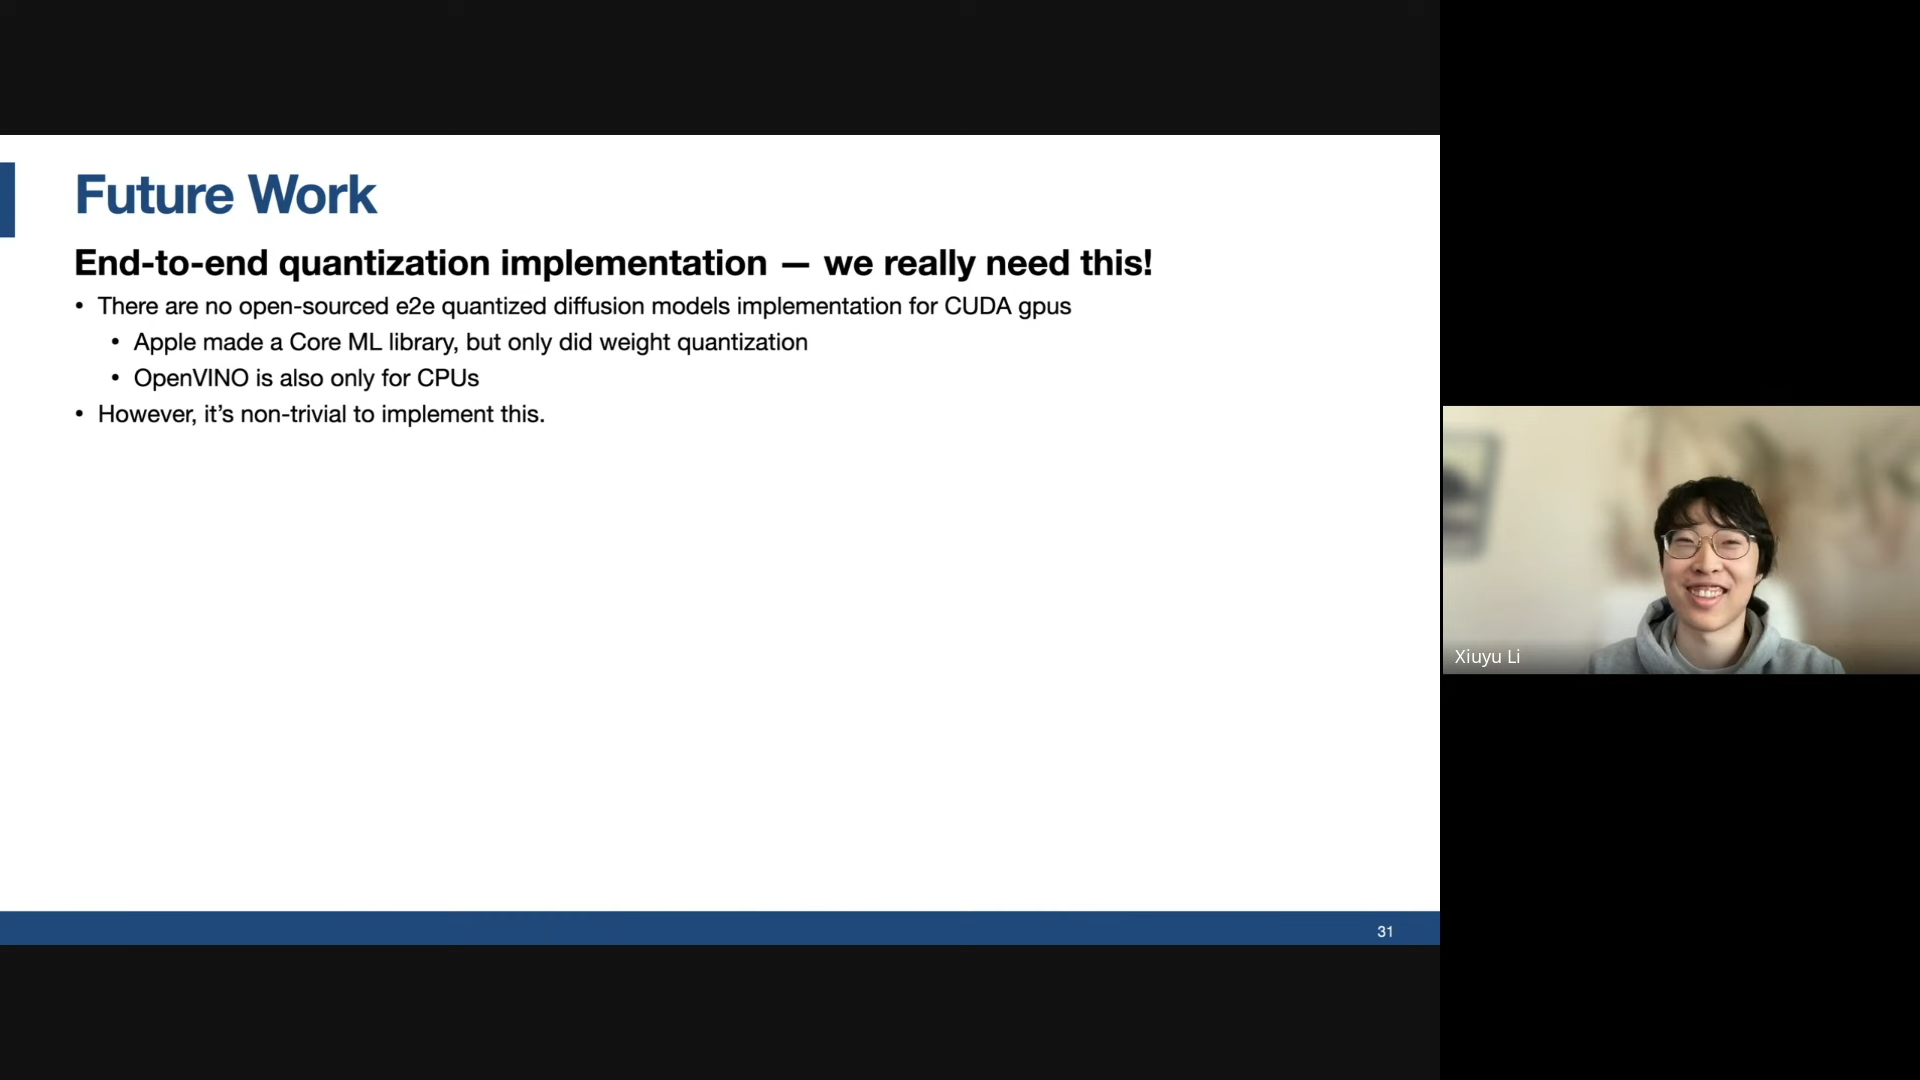 Future Work
End-to-end quantization implementation — we really need this!
• There are no open-sourced e2e quantized diffusion models implementation for CUDA gpus
• Apple made a Core ML library, but only did weight quantization
• OpenVINO is also only for CPUs
• However, it’s non-trivial to implement this.
31
Xiuyu Li